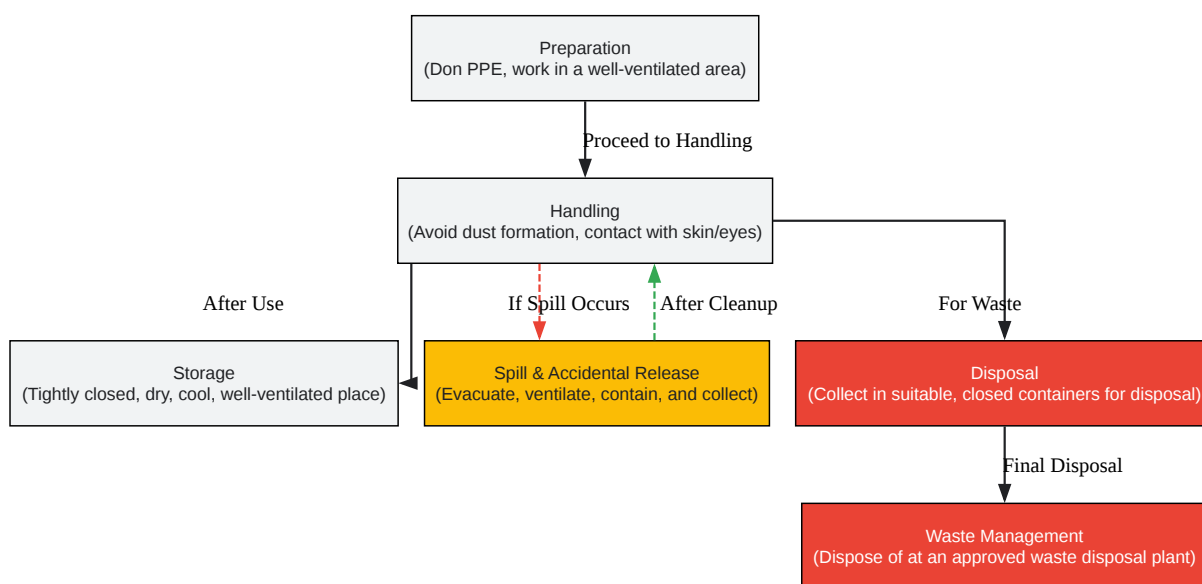 Preparation
(Don PPE, work in a well-ventilated area)
Proceed to Handling
Handling
(Avoid dust formation, contact with skin/eyes)
After Use
If Spill Occurs
After Cleanup
For Waste
Storage
(Tightly closed, dry, cool, well-ventilated place)
Spill & Accidental Release
(Evacuate, ventilate, contain, and collect)
Disposal
(Collect in suitable, closed containers for disposal)
Final Disposal
Waste Management
(Dispose of at an approved waste disposal plant)